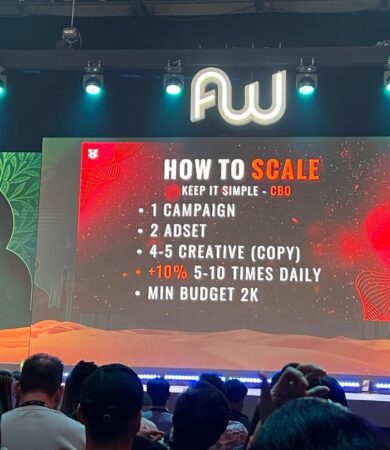 AW
HOW TO SCALE
KEEP IT SIMPLE - CBO
• 1 CAMPAIGN
• 2 ADSET
• 4-5 CREATIVE (COPY)
• +10% 5-10 TIMES DAILY
• MIN BUDGET 2K